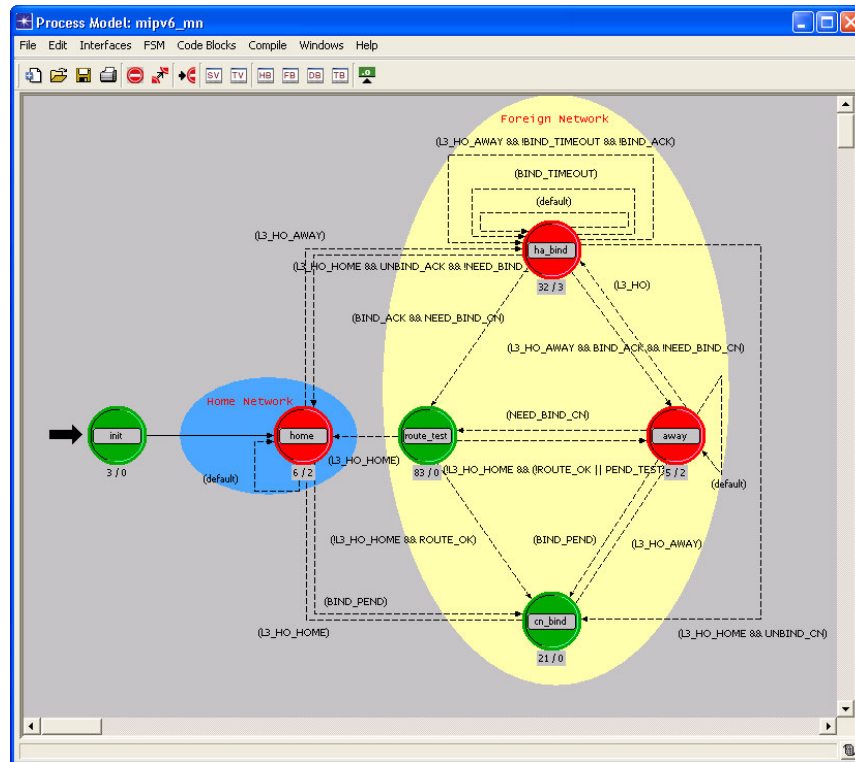 Process Model: mipv6_mn
File Edit Interfaces FSM Code Blocks Compile Windows Help
SV TV HB FB DB TB
Foreign Network
(L3_HO_AWAY && !BIND_TIMEOUT && !BIND_ACK)
(BIND_TIMEOUT)
(default)
(L3_HO_AWAY)
ha_bind
(L3_HO_HOME && UNBIND_ACK && !NEED_BIND_
32 / 3
(L3_HO)
(BIND_ACK && NEED_BIND_CN)
(L3_HO_AWAY && BIND_ACK && !NEED_BIND_CN)
Home Network
(NEED_BIND_CN)
init
home
route_test
away
(L3_HO_HOME)
3 / 0
6 / 2
83 / 0
(L3_HO_HOME && (!ROUTE_OK || PEND_TEST
5 / 2
(default)
(default)
(L3_HO_HOME && ROUTE_OK)
(BIND_PEND)
(L3_HO_AWAY)
(BIND_PEND)
cn_bind
(L3_HO_HOME)
(L3_HO_HOME && UNBIND_CN)
21 / 0